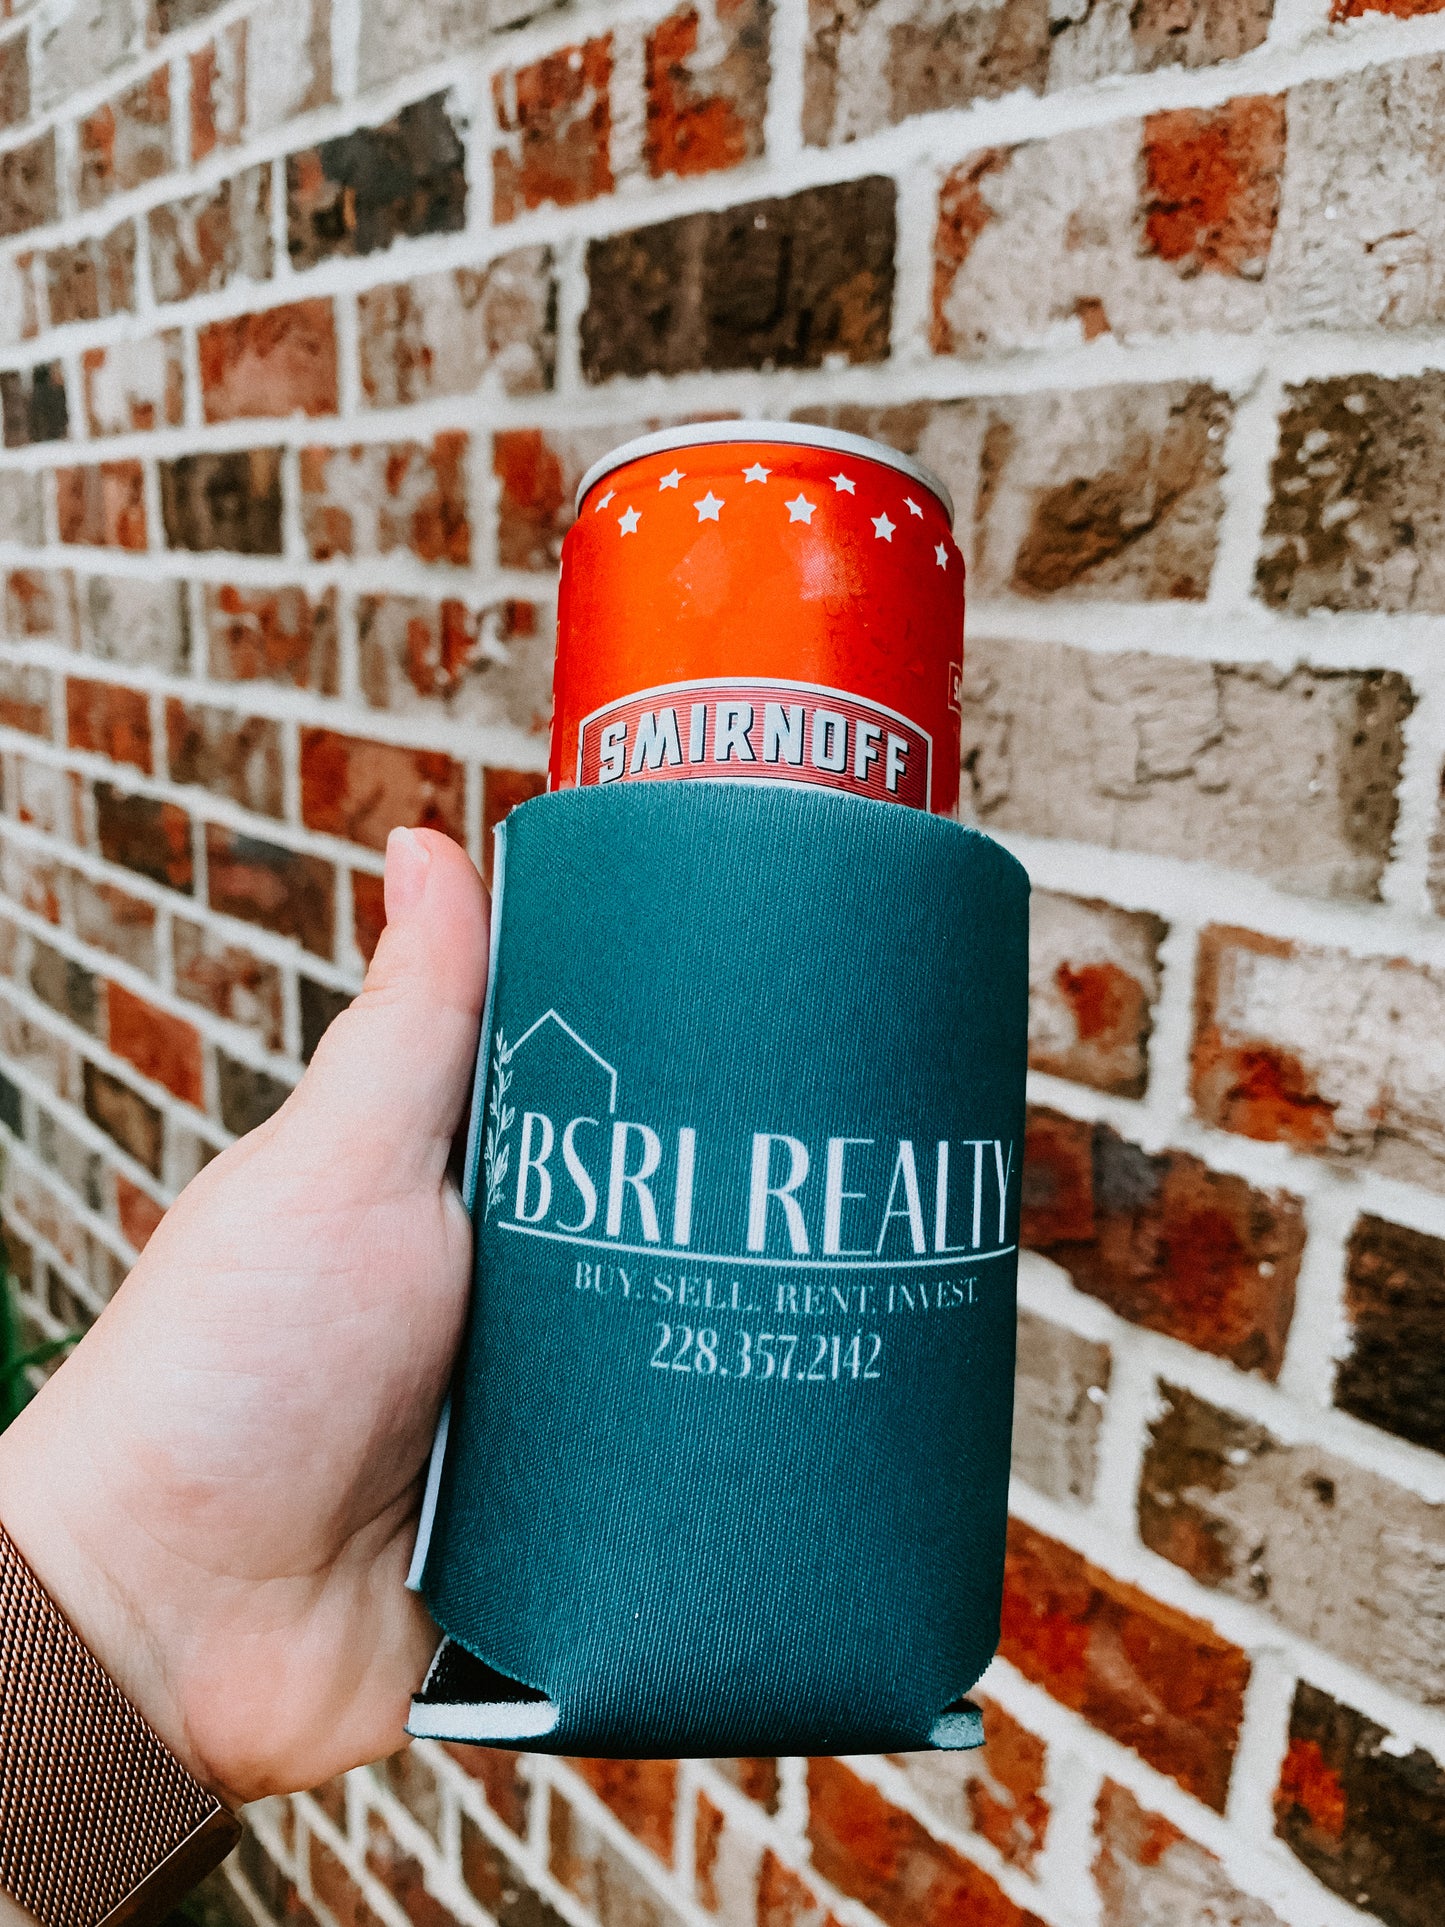 SMIRNOFF
BSRI REALTY
BUY. SELL. RENT. INVEST.
228.357.2142